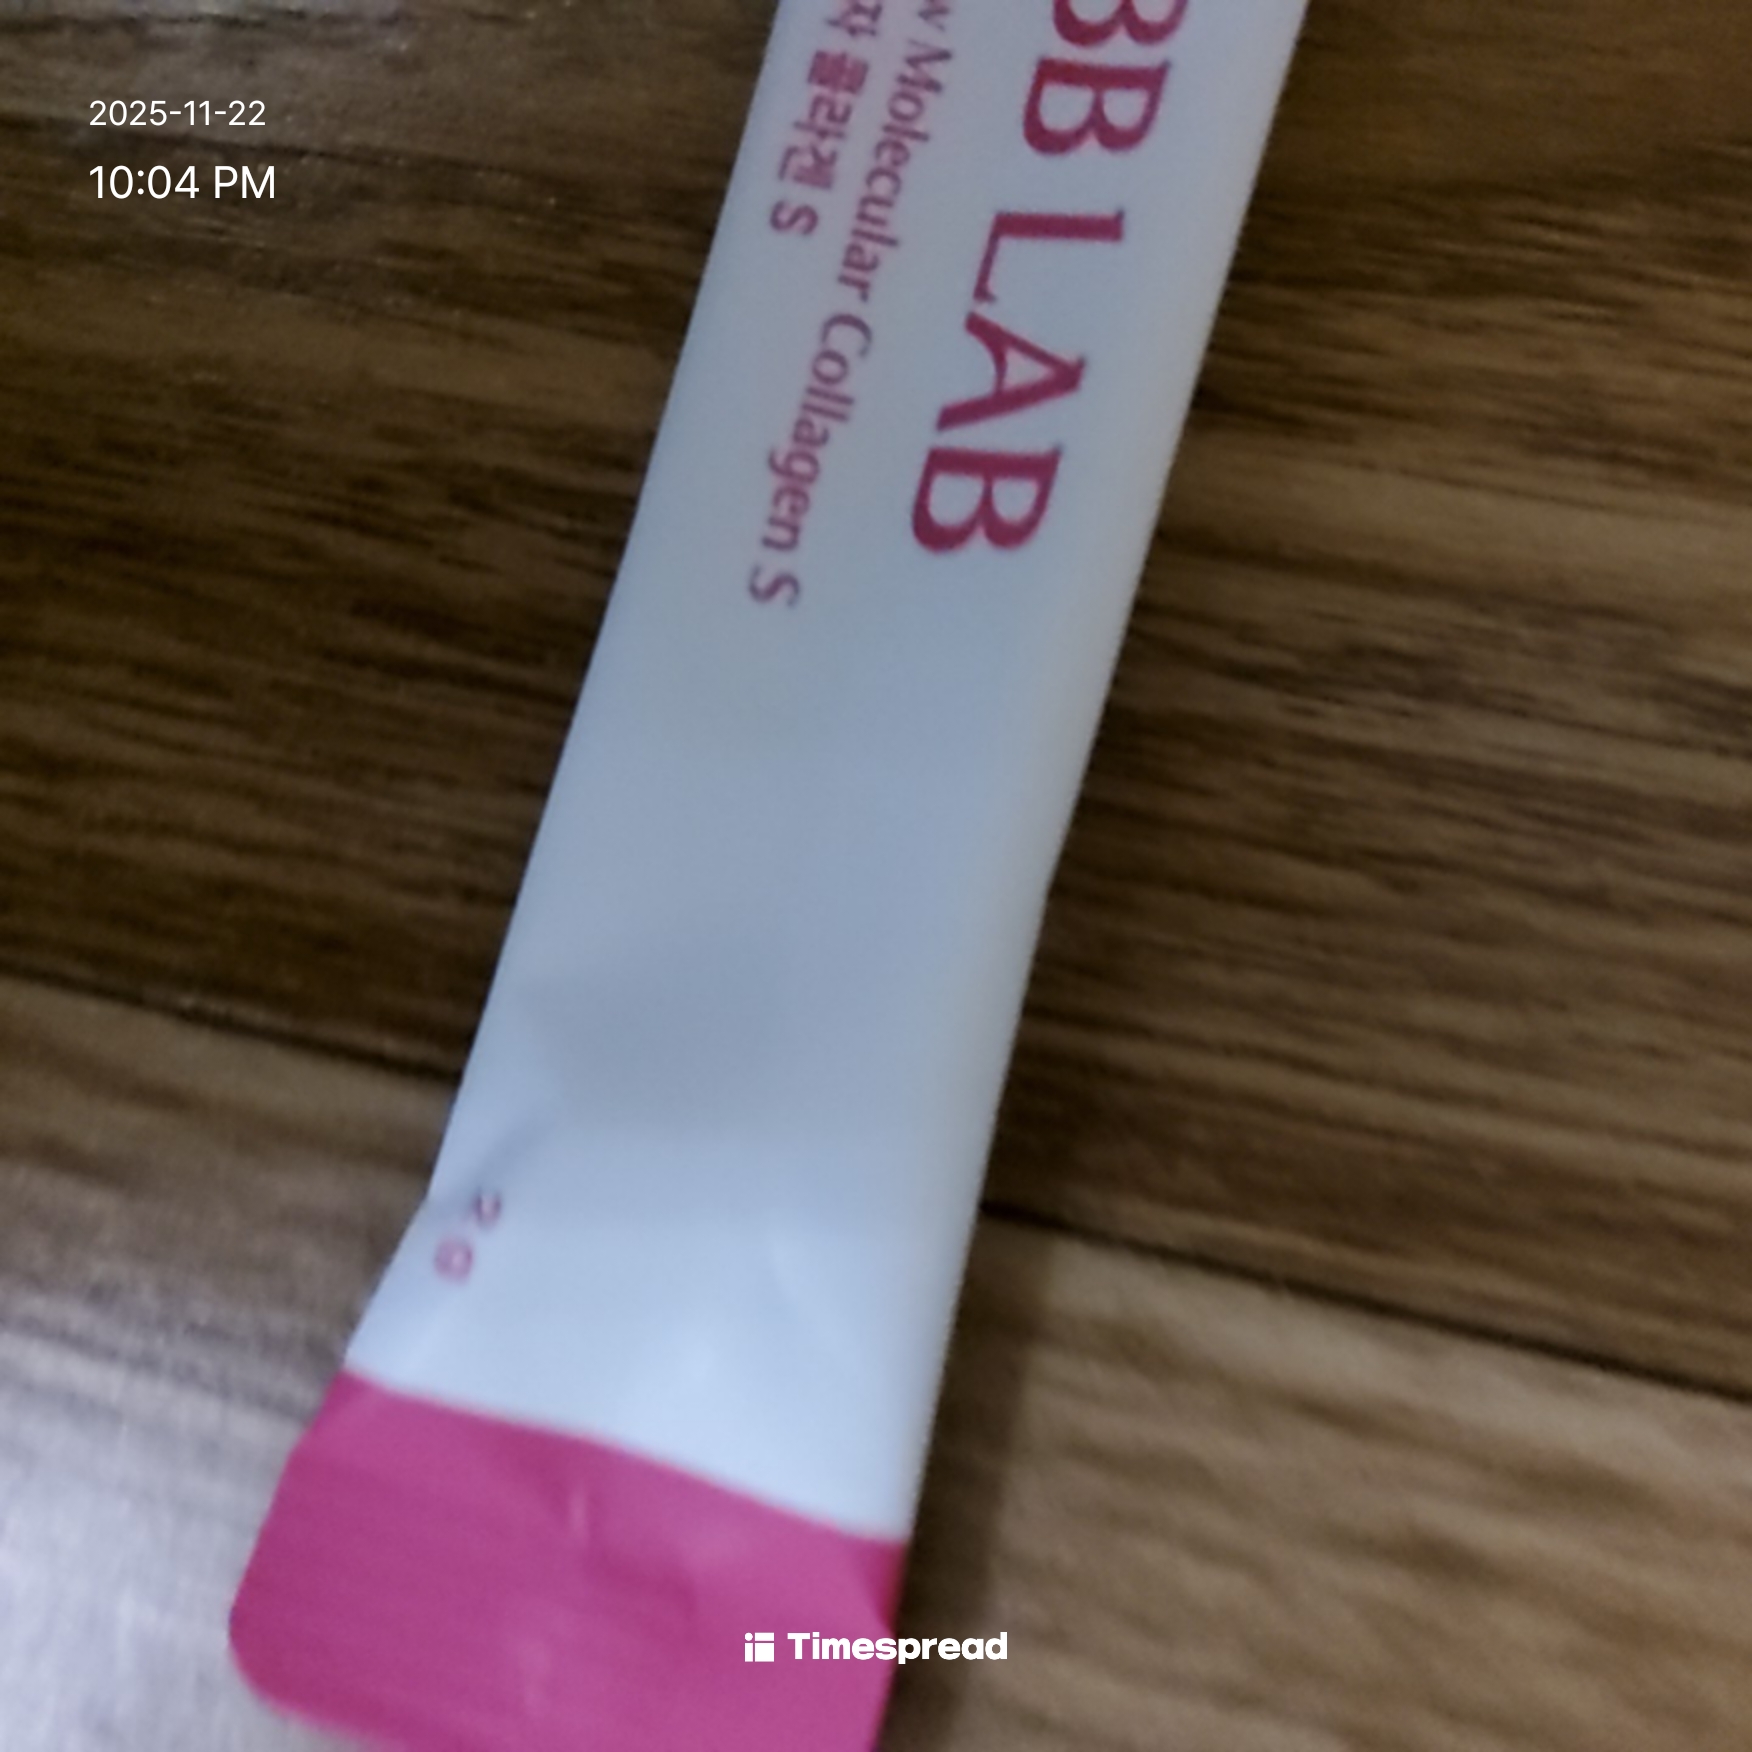 2025-11-22
10:04 PM
BB LAB
Molecular Collagen S
콜라겐 S
2g
Timespread